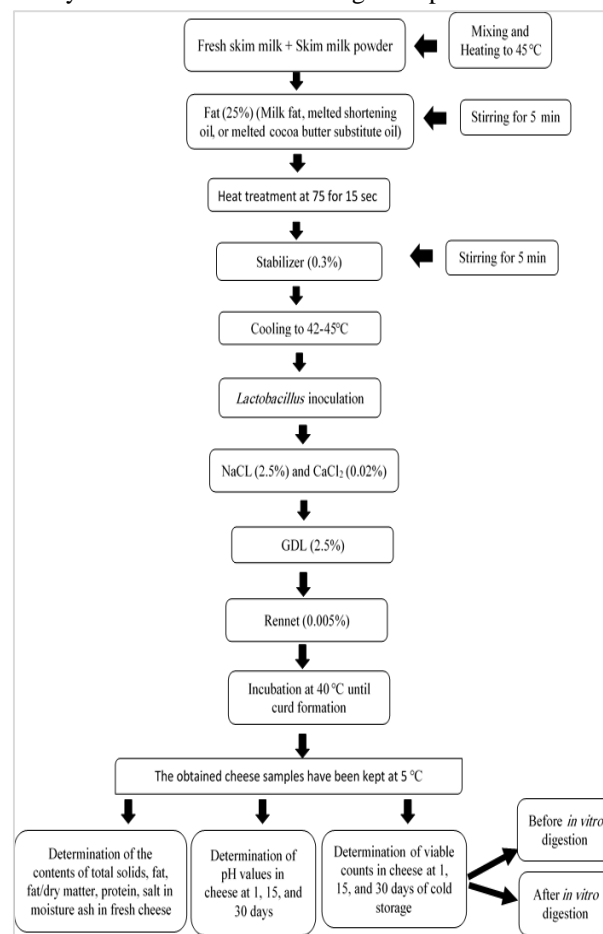 Fresh skim milk + Skim milk powder
Mixing and
Heating to 45°C
Fat (25%) (Milk fat, melted shortening
oil, or melted cocoa butter substitute oil)
Stirring for 5 min
Heat treatment at 75 for 15 sec
Stabilizer (0.3%)
Stirring for 5 min
Cooling to 42-45°C
Lactobacillus inoculation
NaCL (2.5%) and CaCl₂ (0.02%)
GDL (2.5%)
Rennet (0.005%)
Incubation at 40 °C until
curd formation
The obtained cheese samples have been kept at 5 °C
Determination of the
contents of total solids, fat,
fat/dry matter, protein, salt in
moisture ash in fresh cheese
Determination of
pH values in
cheese at 1, 15, and
30 days
Determination of viable
counts in cheese at 1,
15, and 30 days of cold
storage
Before in vitro
digestion
After in vitro
digestion